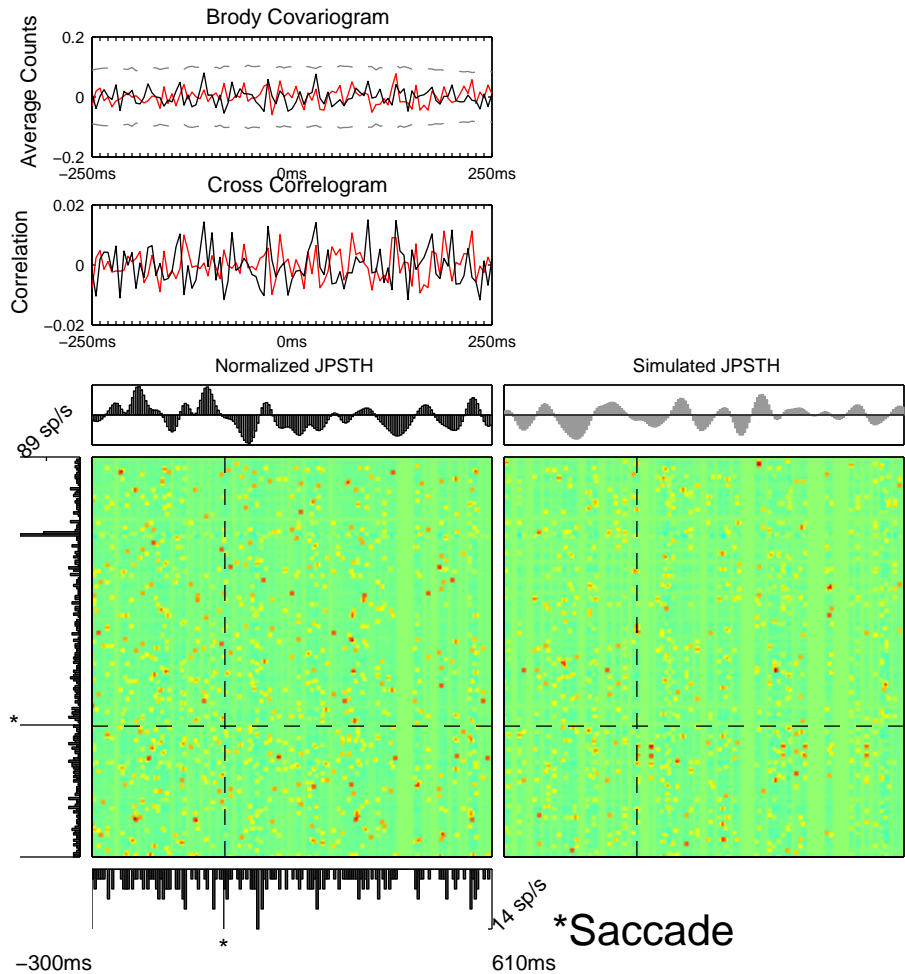 Brody Covariogram
Average Counts
0.2
0
−0.2
−250ms
0ms
250ms
Cross Correlogram
Correlation
0.02
0
−0.02
−250ms
0ms
250ms
Normalized JPSTH
Simulated JPSTH
89 sp/s
*
*
14 sp/s
*Saccade
−300ms
610ms